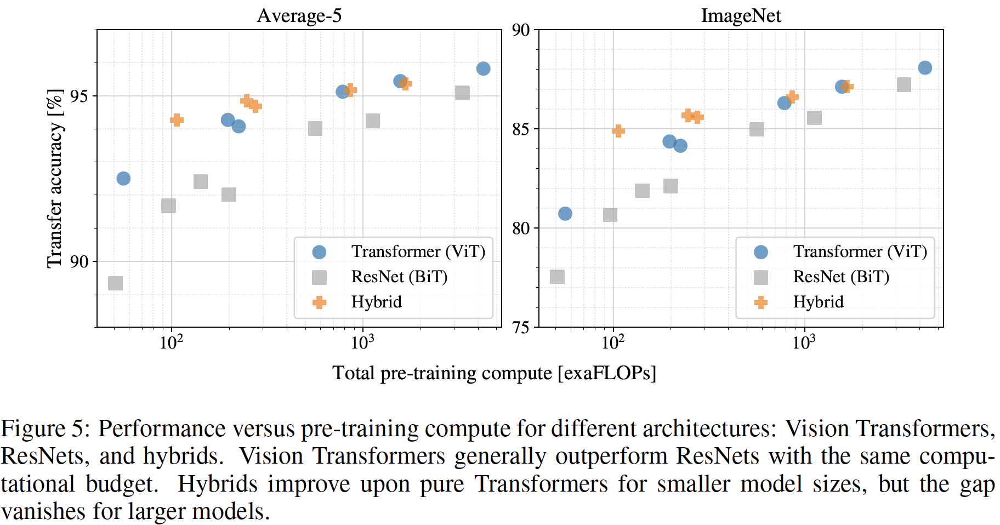 Average-5
ImageNet
Transfer accuracy [%]
95
90
10²
10³
Transformer (ViT)
ResNet (BiT)
Hybrid
90
85
80
75
10²
10³
Transformer (ViT)
ResNet (BiT)
Hybrid
Total pre-training compute [exaFLOPs]
Figure 5: Performance versus pre-training compute for different architectures: Vision Transformers,
ResNets, and hybrids. Vision Transformers generally outperform ResNets with the same compu-
tational budget. Hybrids improve upon pure Transformers for smaller model sizes, but the gap
vanishes for larger models.